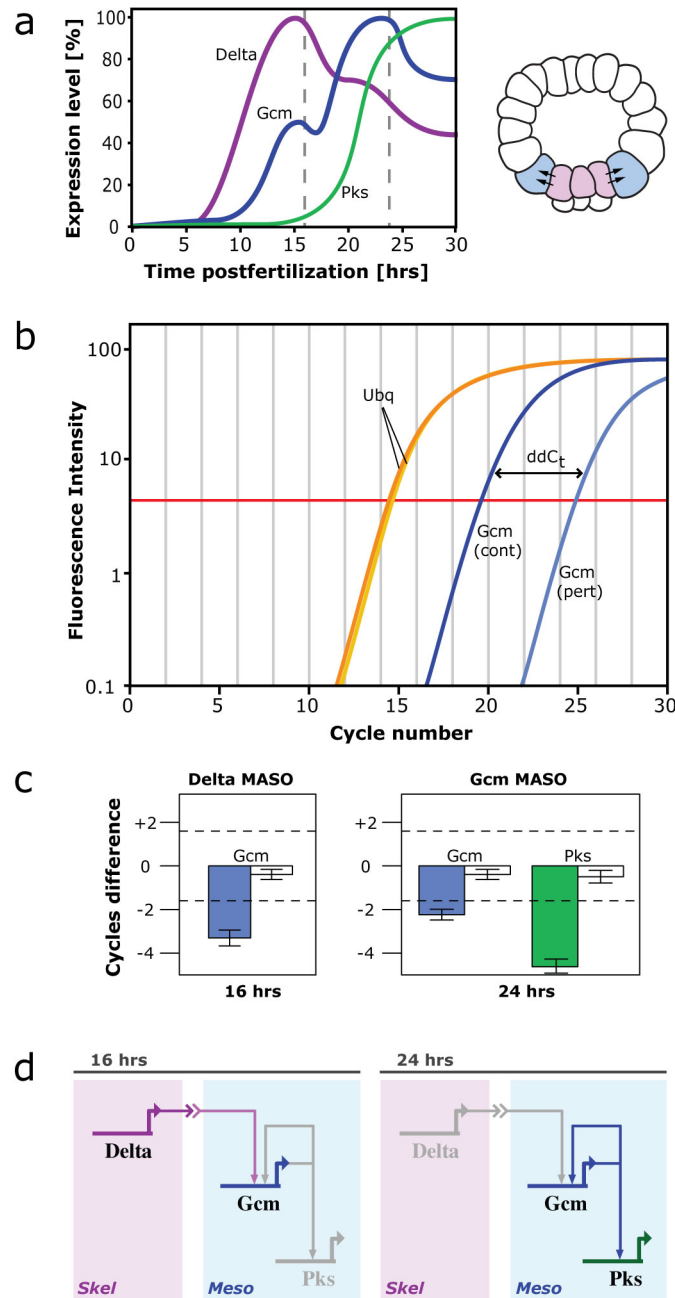 a
Expression level [%]
100
80
60
40
20
0
Delta
Gcm
Pks
0 5 10 15 20 25 30
Time postfertilization [hrs]
b
Fluorescence Intensity
100
10
1
0.1
Ubq
ddCt
Gcm
(cont)
Gcm
(pert)
0 5 10 15 20 25 30
Cycle number
c
Delta MASO
Gcm MASO
Cycles difference
+2
0
-2
-4
Gcm
16 hrs
+2
0
-2
-4
Gcm Pks
24 hrs
d
16 hrs
Delta
Gcm
Pks
Skel
Meso
24 hrs
Delta
Gcm
Pks
Skel
Meso